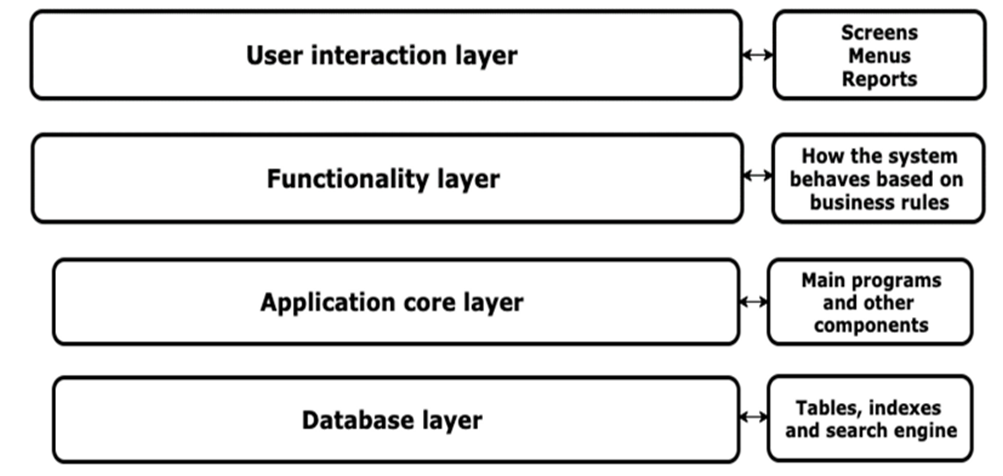 User interaction layer
Screens
Menus
Reports
Functionality layer
How the system
behaves based on
business rules
Application core layer
Main programs
and other
components
Database layer
Tables, indexes
and search engine